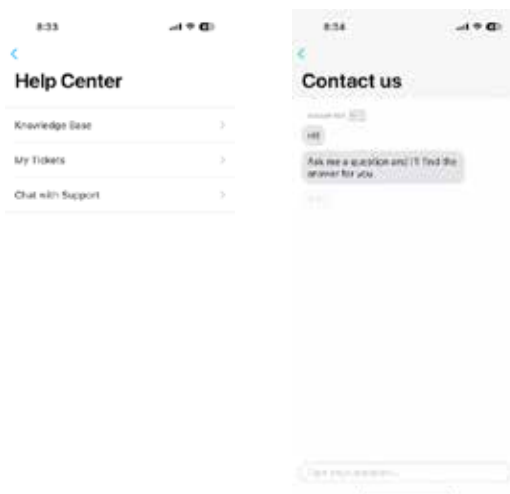 8:33
Help Center
Knowledge Base
My Tickets
Chat with Support
8:34
Contact us
Hi!
Ask me a question and I'll find the
answer for you.